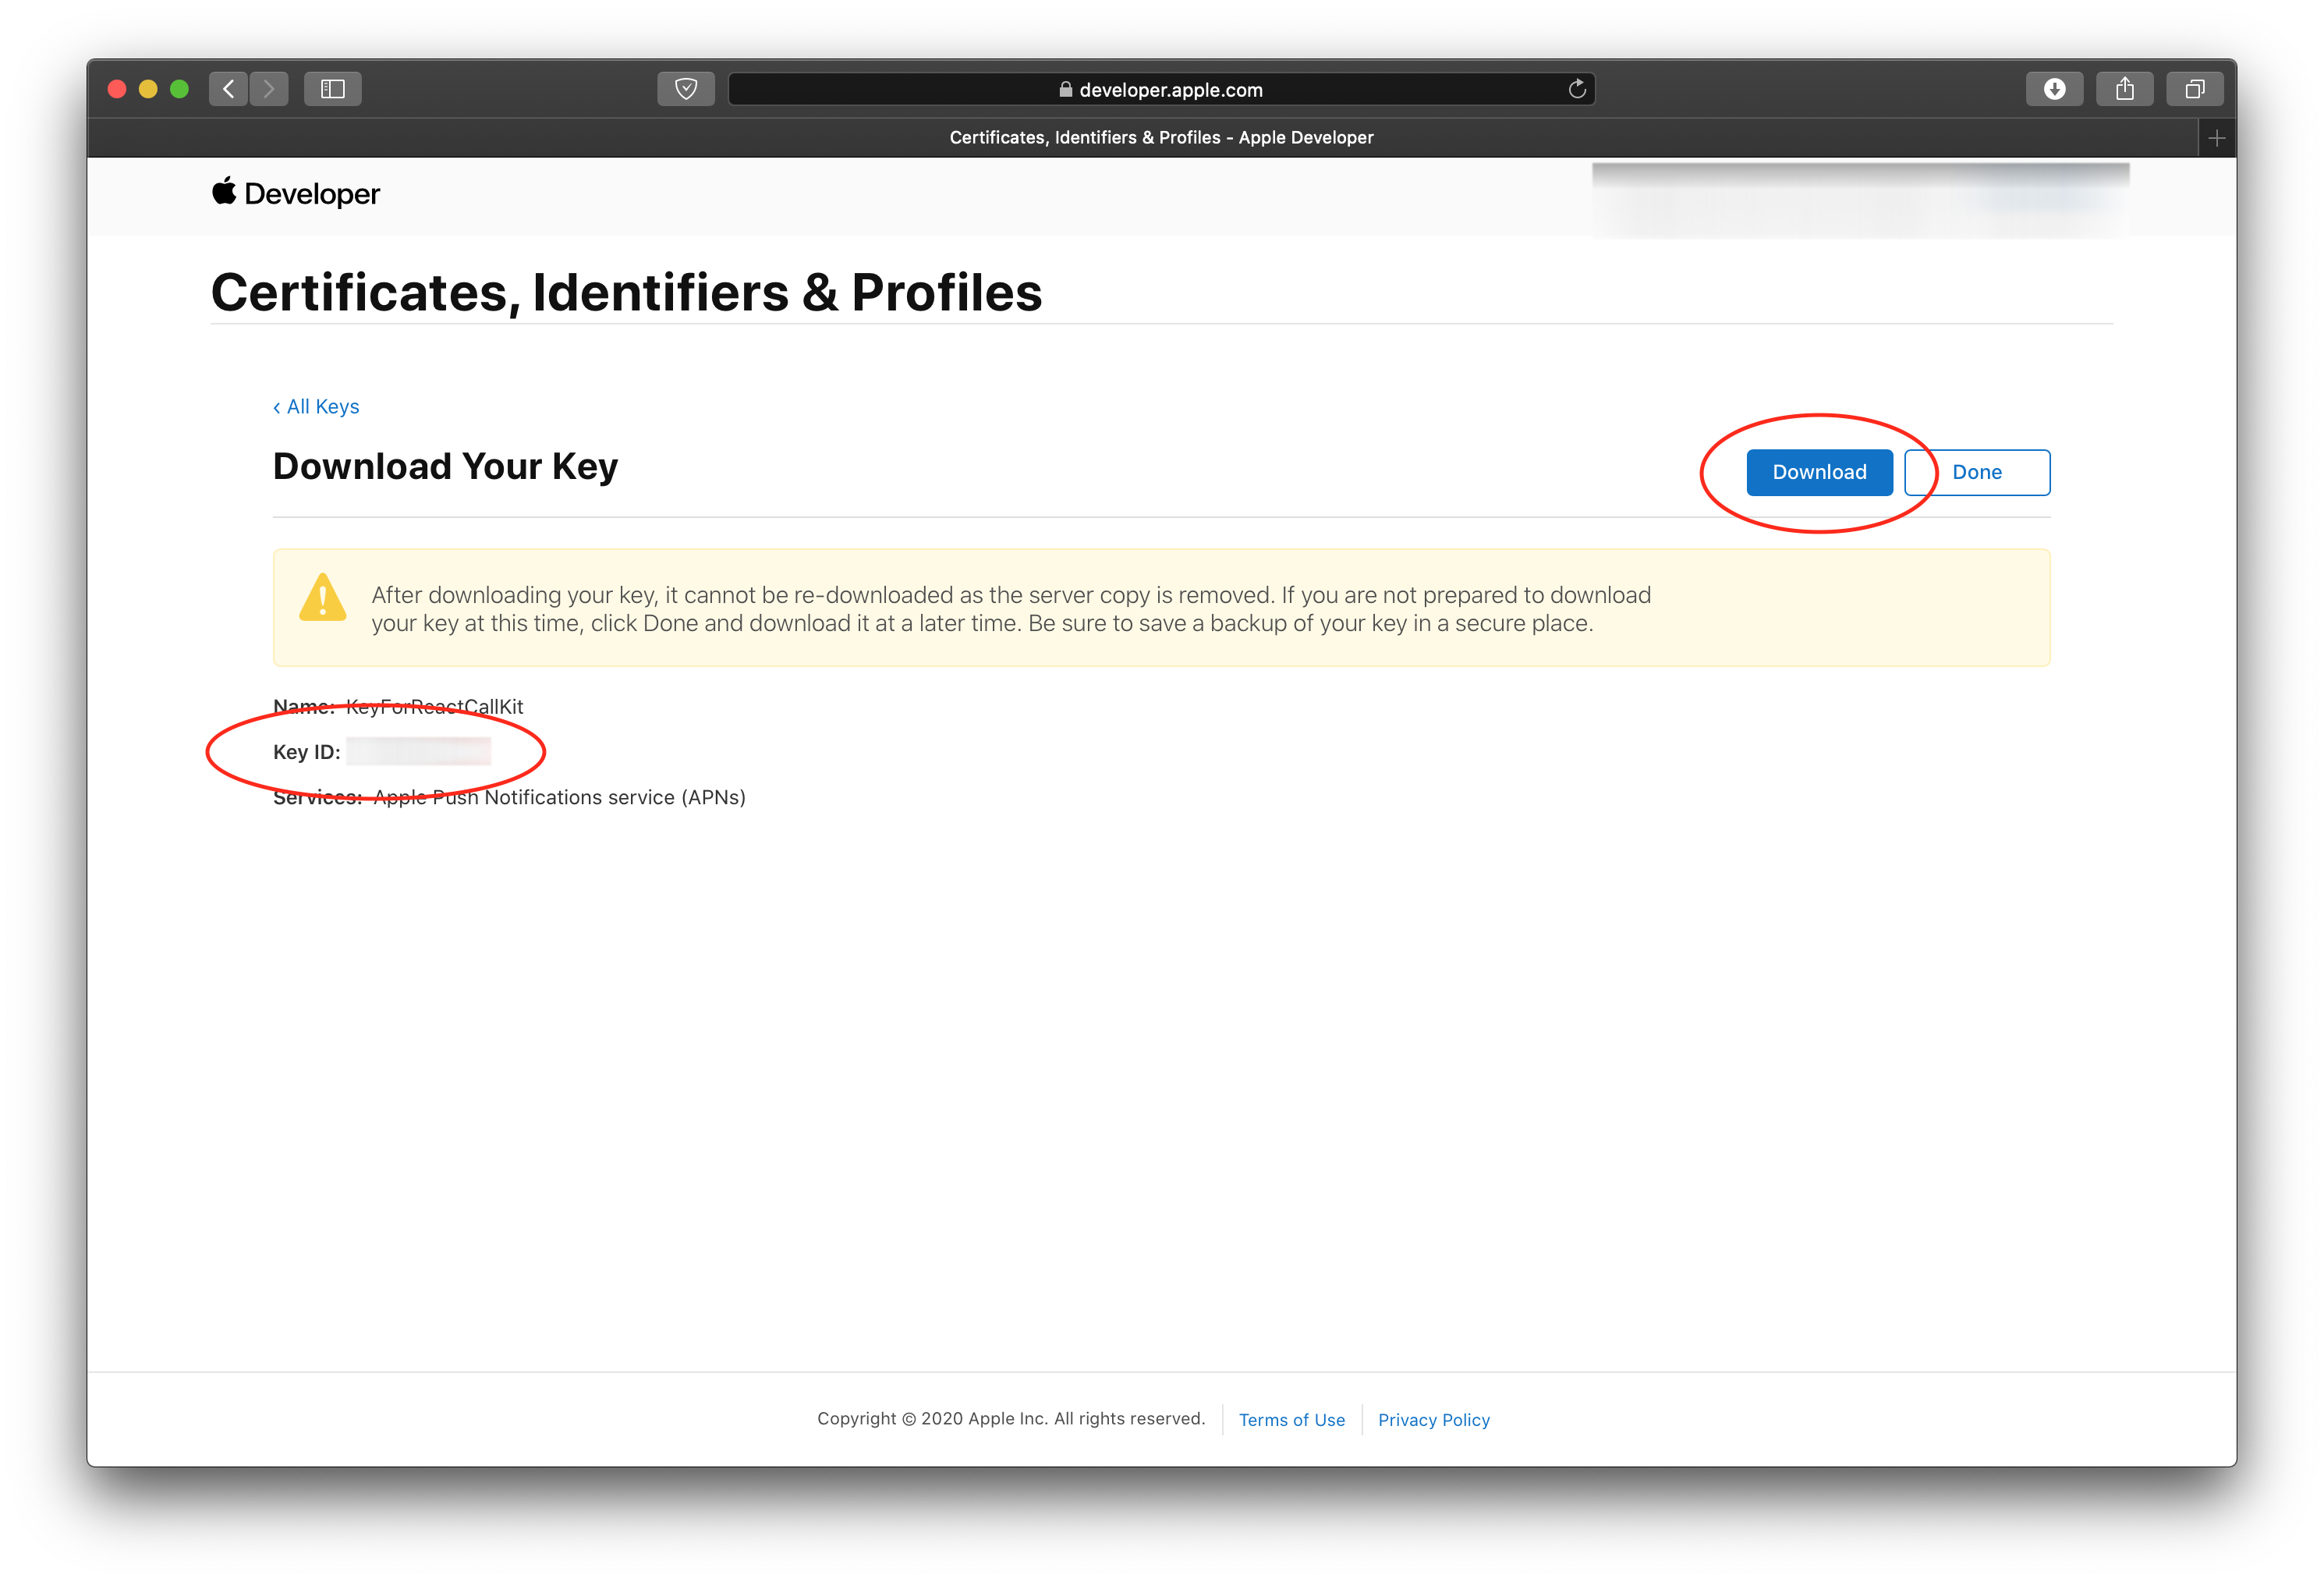 developer.apple.com
Certificates, Identifiers & Profiles - Apple Developer
Developer
Certificates, Identifiers & Profiles
‹ All Keys
Download Your Key
Download
Done
After downloading your key, it cannot be re-downloaded as the server copy is removed. If you are not prepared to download
your key at this time, click Done and download it at a later time. Be sure to save a backup of your key in a secure place.
Name: KeyForReactCallKit
Key ID:
Services: Apple Push Notifications service (APNs)
Copyright © 2020 Apple Inc. All rights reserved.
Terms of Use
Privacy Policy